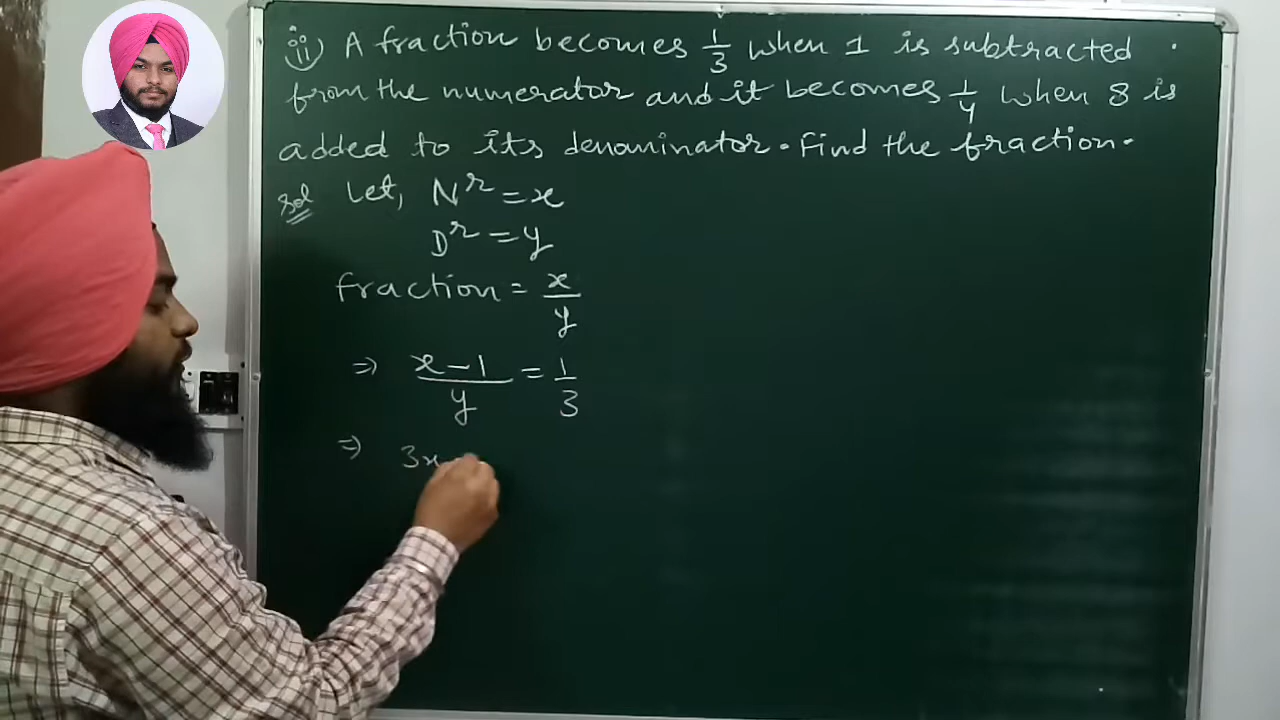 ii) A fraction becomes 1/3 when 1 is subtracted
from the numerator and it becomes 1/4 when 8 is
added to its denominator. Find the fraction.
Sol Let, Nr = x
Dr = y
fraction = x/y
⇒ x-1/y = 1/3
⇒ 3x